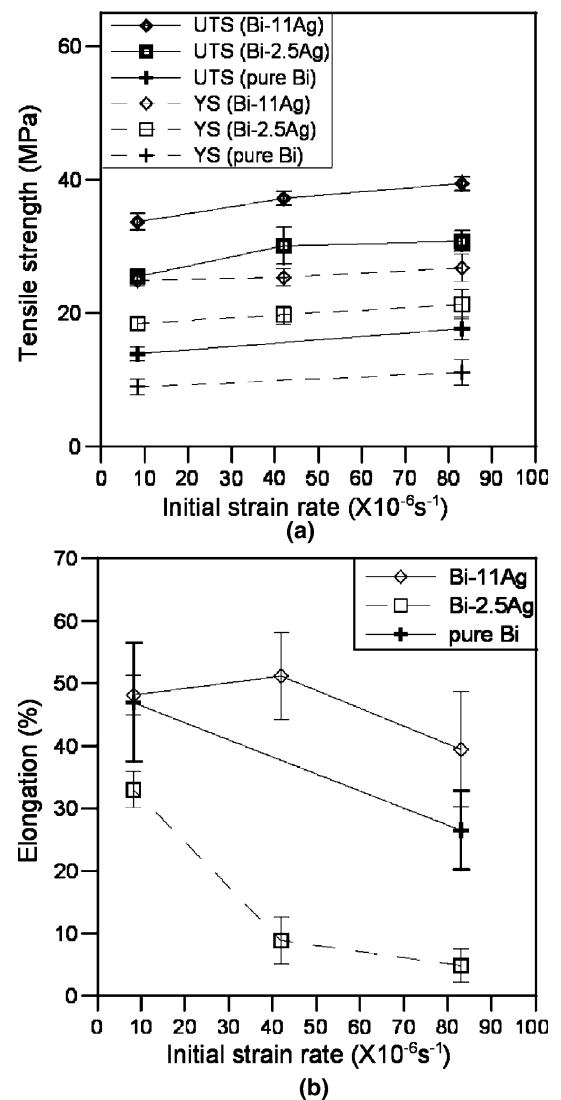 60
40
20
0
Tensile strength (MPa)
UTS (Bi-11Ag)
UTS (Bi-2.5Ag)
UTS (pure Bi)
YS (Bi-11Ag)
YS (Bi-2.5Ag)
YS (pure Bi)
0 10 20 30 40 50 60 70 80 90 100
Initial strain rate (X10⁻⁶s⁻¹)
(a)
70
60
50
40
30
20
10
0
Elongation (%)
Bi-11Ag
Bi-2.5Ag
pure Bi
0 10 20 30 40 50 60 70 80 90 100
Initial strain rate (X10⁻⁶s⁻¹)
(b)